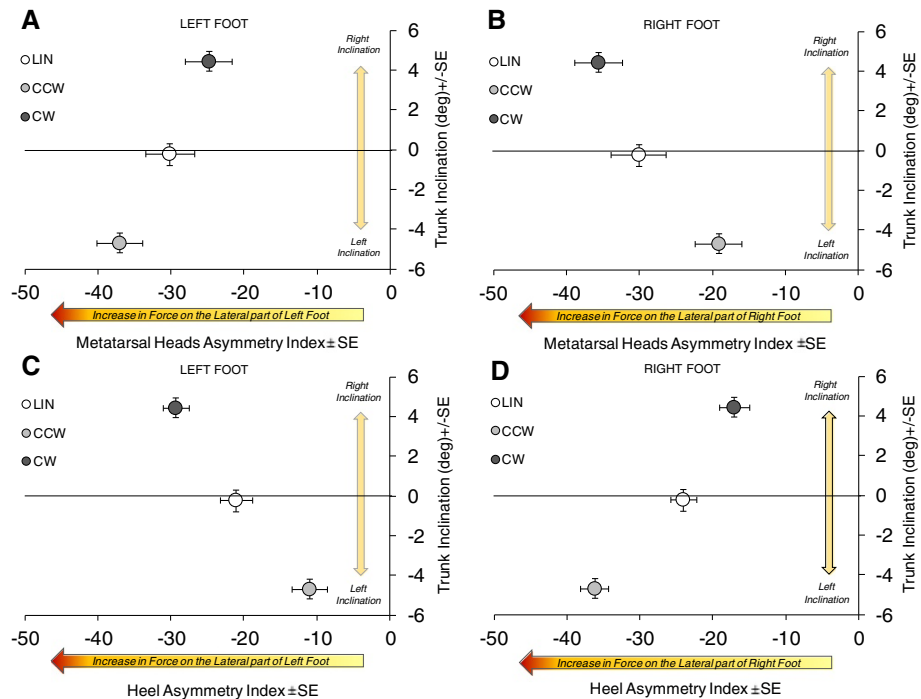 A
LEFT FOOT
LIN
CCW
CW
Right
Inclination
Left
Inclination
6
4
2
0
-2
-4
-6
Trunk Inclination (deg)+/-SE
-50 -40 -30 -20 -10 0
Increase in Force on the Lateral part of Left Foot
Metatarsal Heads Asymmetry Index±SE
B
RIGHT FOOT
LIN
CCW
CW
Right
Inclination
Left
Inclination
6
4
2
0
-2
-4
-6
Trunk Inclination (deg)+/-SE
-50 -40 -30 -20 -10 0
Increase in Force on the Lateral part of Right Foot
Metatarsal Heads Asymmetry Index ±SE
C
LEFT FOOT
LIN
CCW
CW
Right
Inclination
Left
Inclination
6
4
2
0
-2
-4
-6
Trunk Inclination (deg)+/-SE
-50 -40 -30 -20 -10 0
Increase in Force on the Lateral part of Left Foot
Heel Asymmetry Index ±SE
D
RIGHT FOOT
LIN
CCW
CW
Right
Inclination
Left
Inclination
6
4
2
0
-2
-4
-6
Trunk Inclination (deg)+/-SE
-50 -40 -30 -20 -10 0
Increase in Force on the Lateral part of Right Foot
Heel Asymmetry Index ±SE